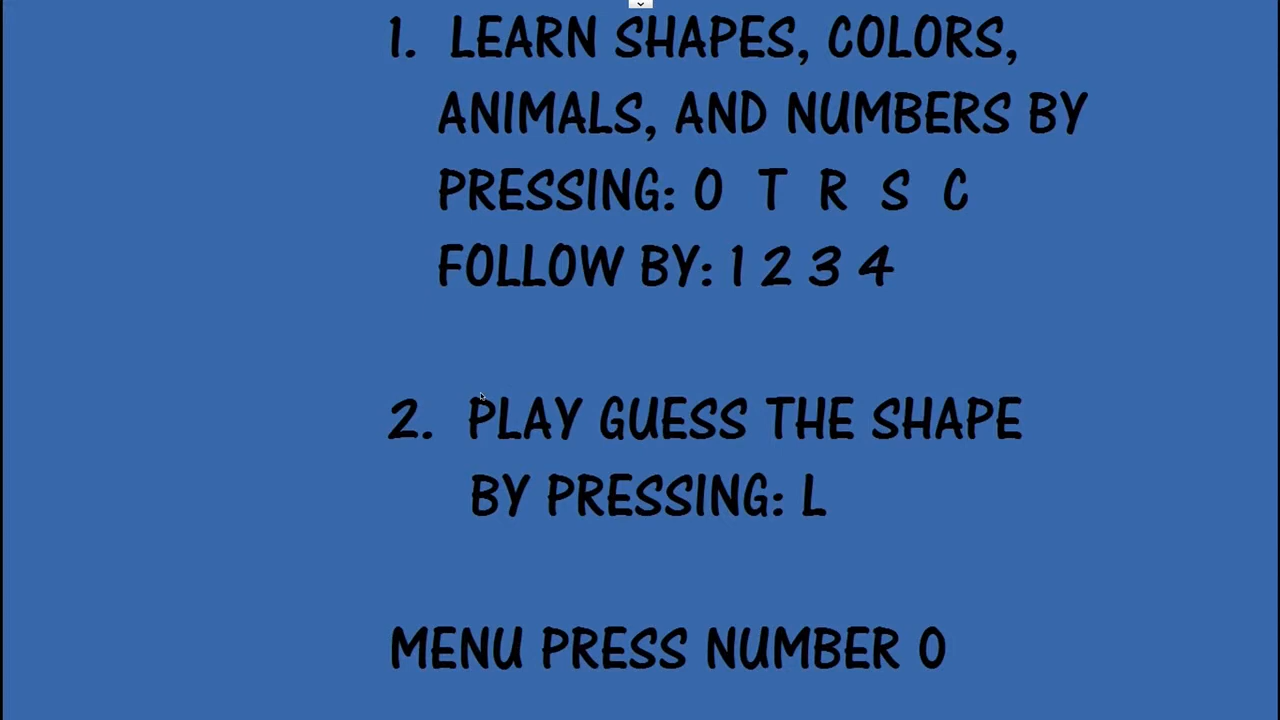 1. LEARN SHAPES, COLORS,
ANIMALS, AND NUMBERS BY
PRESSING: O T R S C
FOLLOW BY: 1 2 3 4
2. PLAY GUESS THE SHAPE
BY PRESSING: L
MENU PRESS NUMBER 0